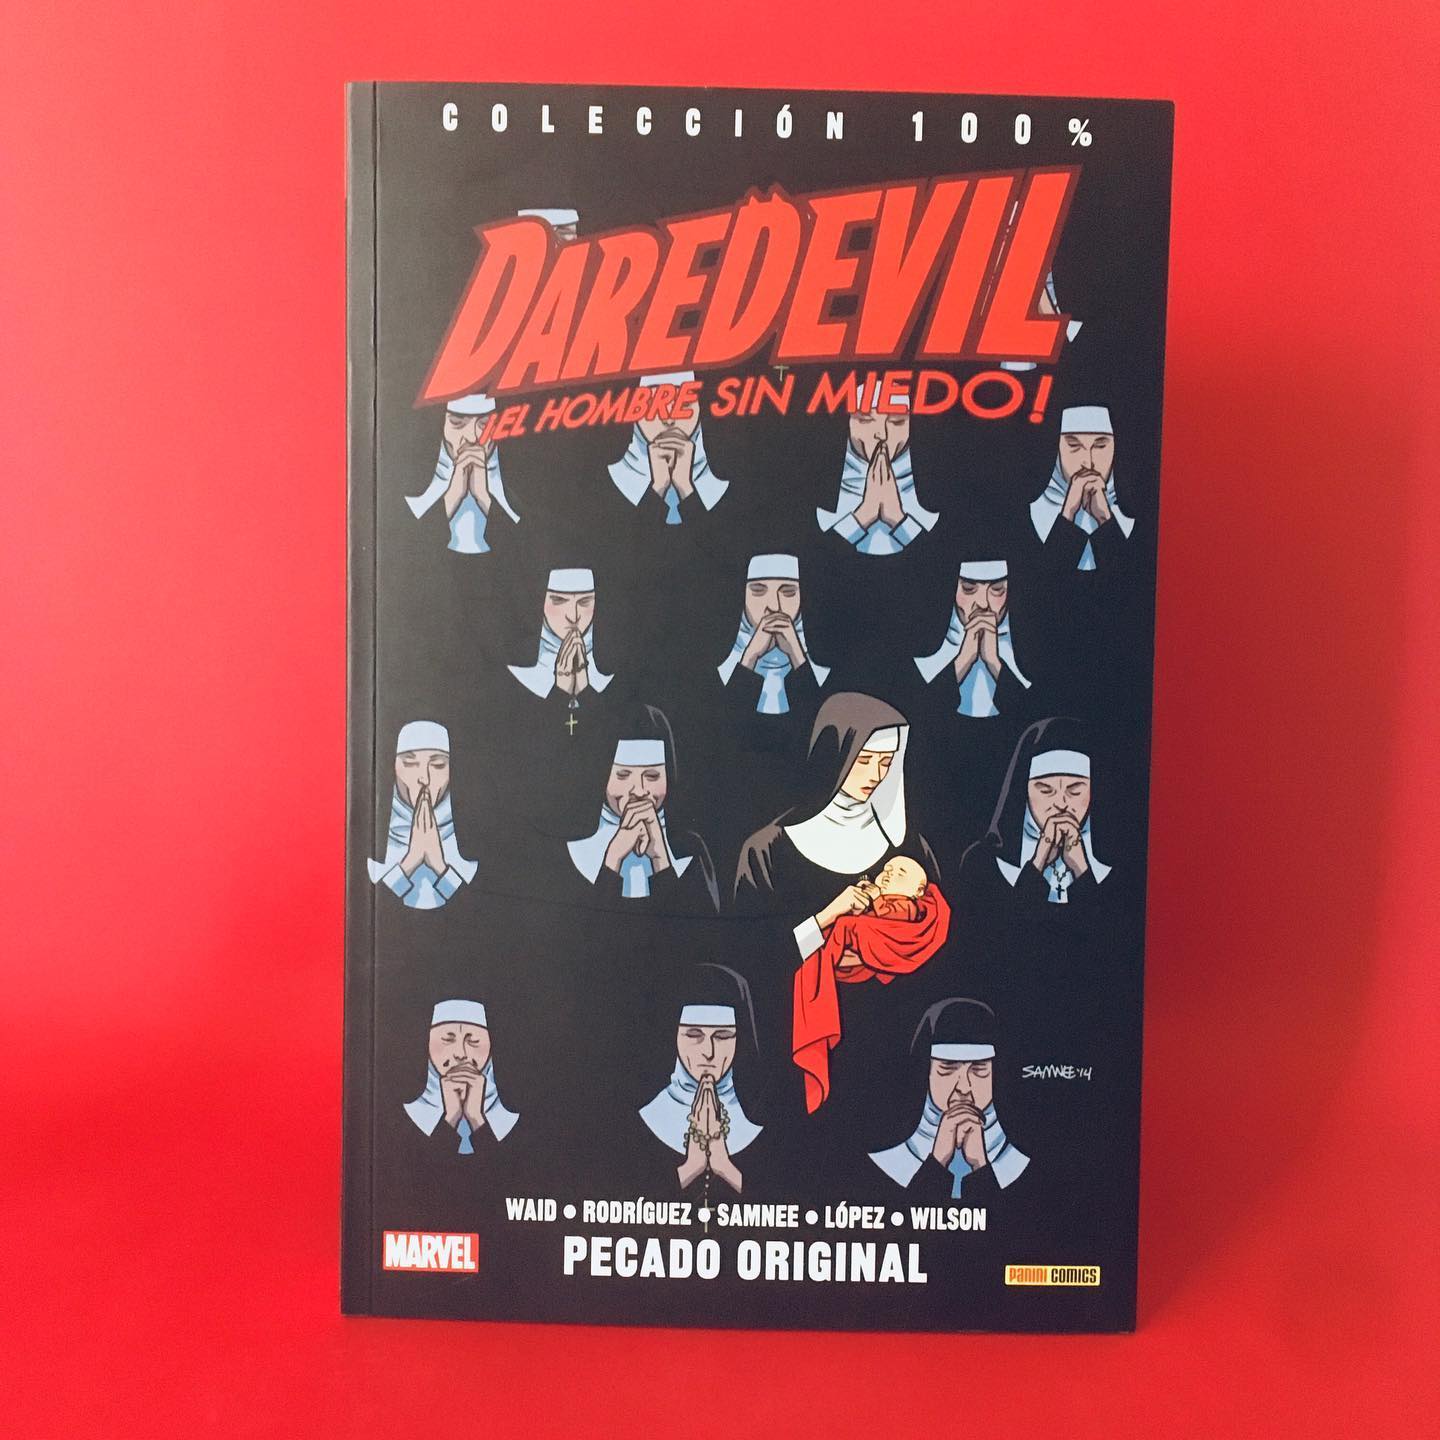 COLECCIÓN 100%
DAREDEVIL
¡EL HOMBRE SIN MIEDO!
SAMNEE '14
WAID • RODRÍGUEZ • SAMNEE • LÓPEZ • WILSON
PECADO ORIGINAL
MARVEL
PANINI COMICS